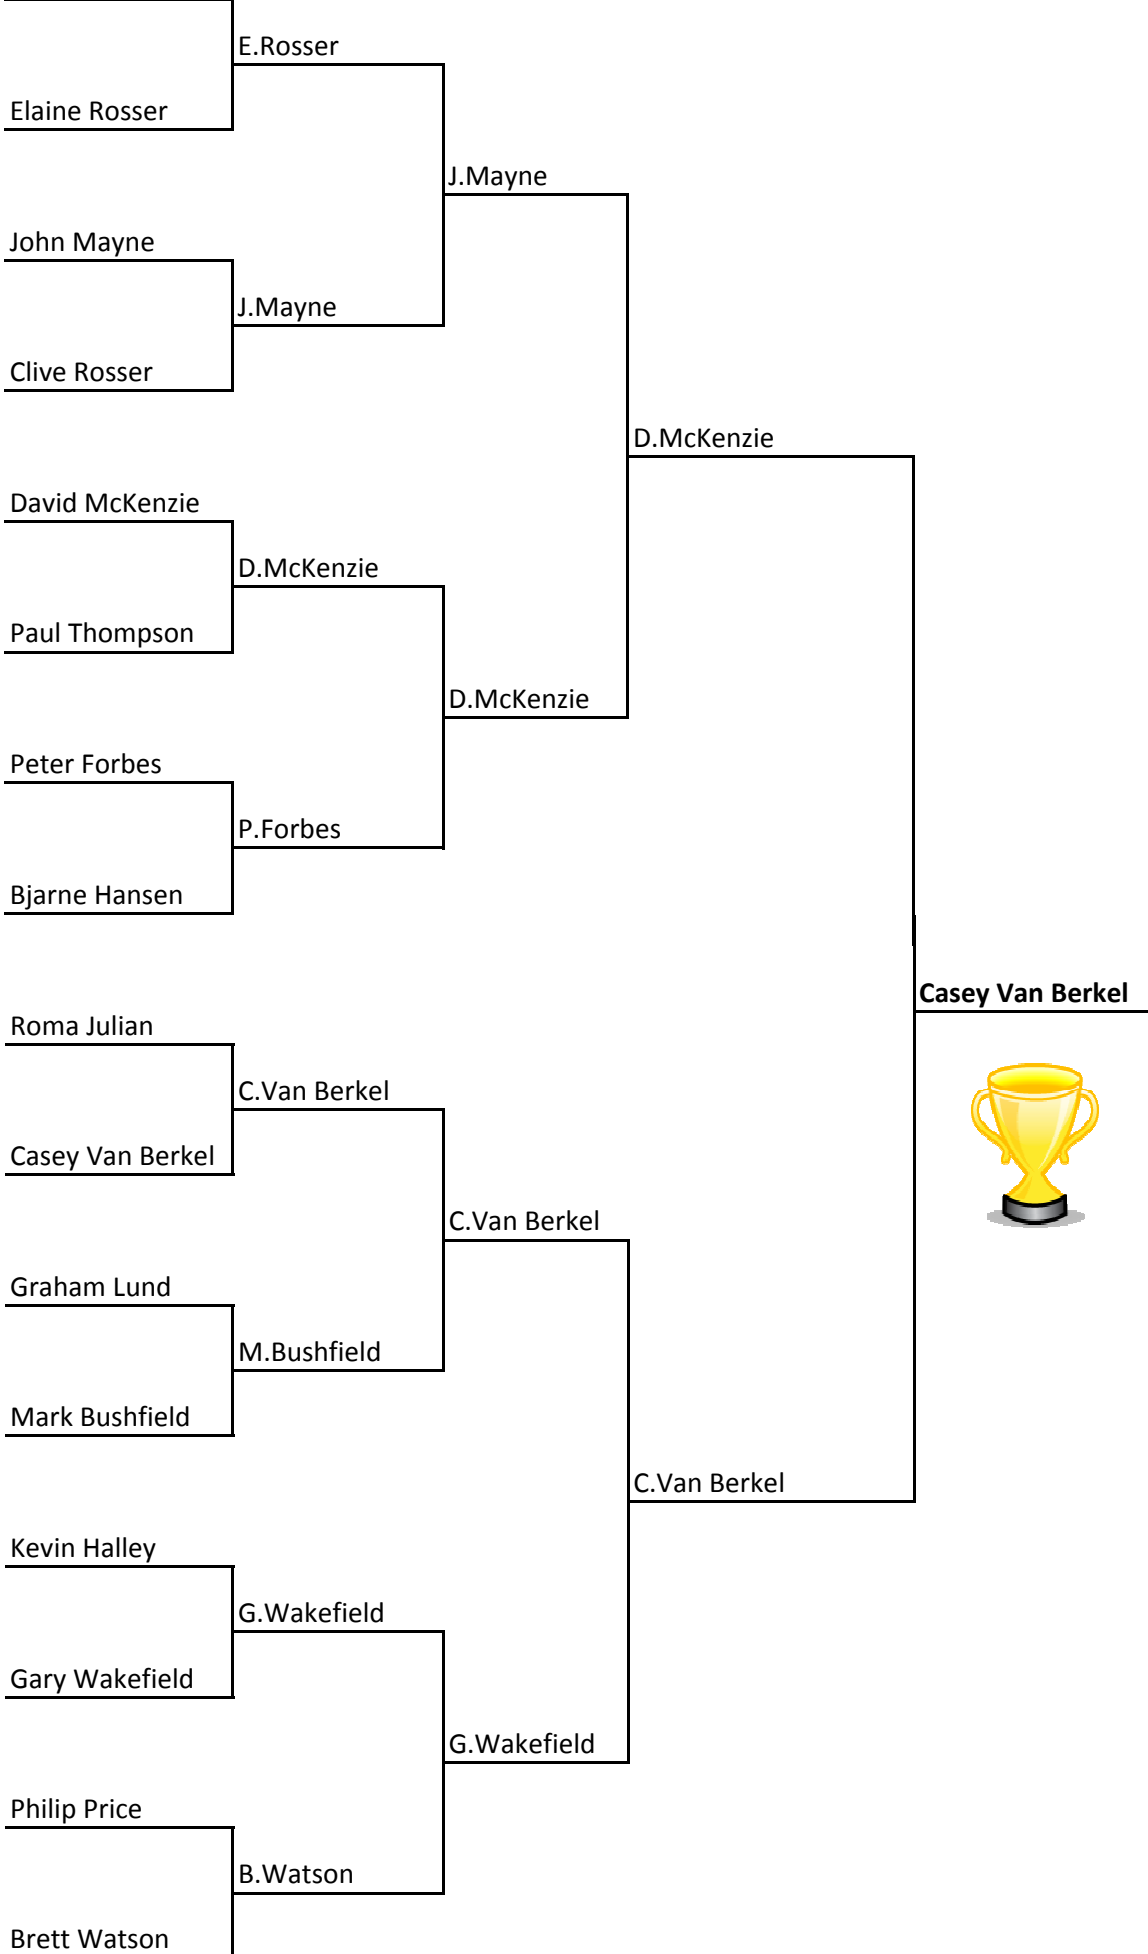 E.Rosser
Elaine Rosser
J.Mayne
John Mayne
J.Mayne
Clive Rosser
D.McKenzie
David McKenzie
D.McKenzie
Paul Thompson
D.McKenzie
Peter Forbes
P.Forbes
Bjarne Hansen
Casey Van Berkel
Roma Julian
C.Van Berkel
Casey Van Berkel
C.Van Berkel
Graham Lund
M.Bushfield
Mark Bushfield
C.Van Berkel
Kevin Halley
G.Wakefield
Gary Wakefield
G.Wakefield
Philip Price
B.Watson
Brett Watson